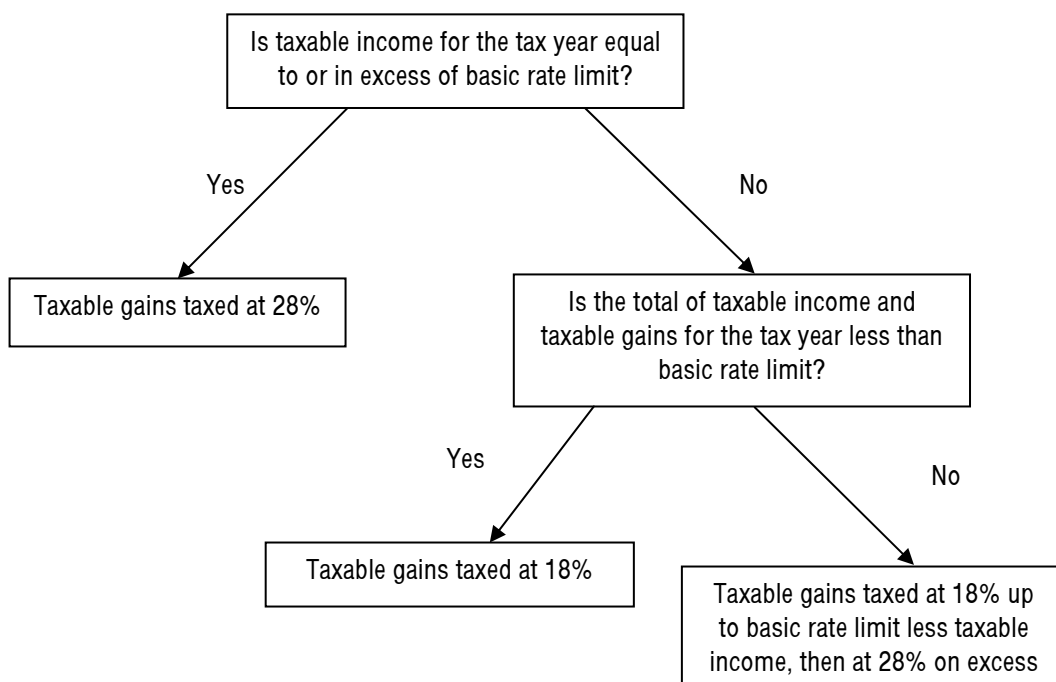 Is taxable income for the tax year equal
to or in excess of basic rate limit?
Yes
No
Taxable gains taxed at 28%
Is the total of taxable income and
taxable gains for the tax year less than
basic rate limit?
Yes
No
Taxable gains taxed at 18%
Taxable gains taxed at 18% up
to basic rate limit less taxable
income, then at 28% on excess